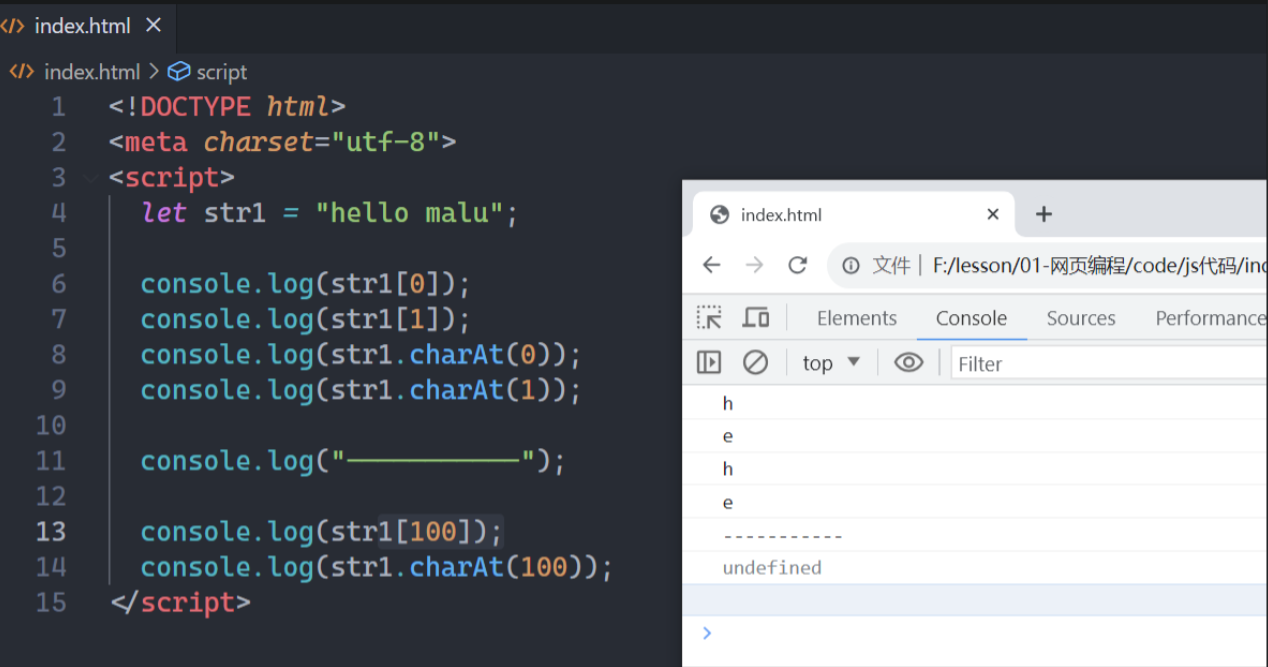 index.html
index.html > script
1 <!DOCTYPE html>
2 <meta charset="utf-8">
3 <script>
4 let str1 = "hello malu";
5
6 console.log(str1[0]);
7 console.log(str1[1]);
8 console.log(str1.charAt(0));
9 console.log(str1.charAt(1));
10
11 console.log("-----------");
12
13 console.log(str1[100]);
14 console.log(str1.charAt(100));
15 </script>
index.html
文件 F:/lesson/01-网页编程/code/js代码/ind
Elements Console Sources Performance
top Filter
h
e
h
e
-----------
undefined